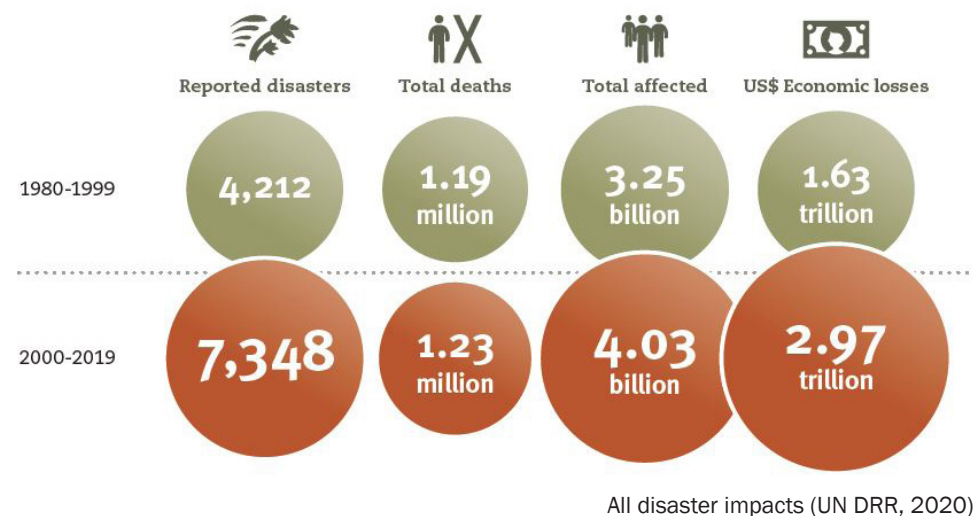 Reported disasters
Total deaths
Total affected
US$ Economic losses
1980-1999
4,212
1.19
million
3.25
billion
1.63
trillion
2000-2019
7,348
1.23
million
4.03
billion
2.97
trillion
All disaster impacts (UN DRR, 2020)